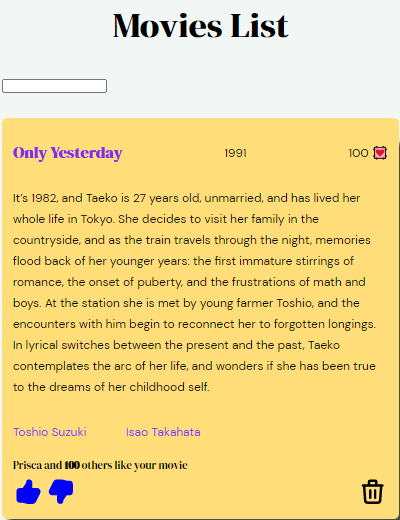 Movies List
Only Yesterday 1991 100
It's 1982, and Taeko is 27 years old, unmarried, and has lived her
whole life in Tokyo. She decides to visit her family in the
countryside, and as the train travels through the night, memories
flood back of her younger years: the first immature stirrings of
romance, the onset of puberty, and the frustrations of math and
boys. At the station she is met by young farmer Toshio, and the
encounters with him begin to reconnect her to forgotten longings.
In lyrical switches between the present and the past, Taeko
contemplates the arc of her life, and wonders if she has been true
to the dreams of her childhood self.
Toshio Suzuki Isao Takahata
Prisca and 100 others like your movie